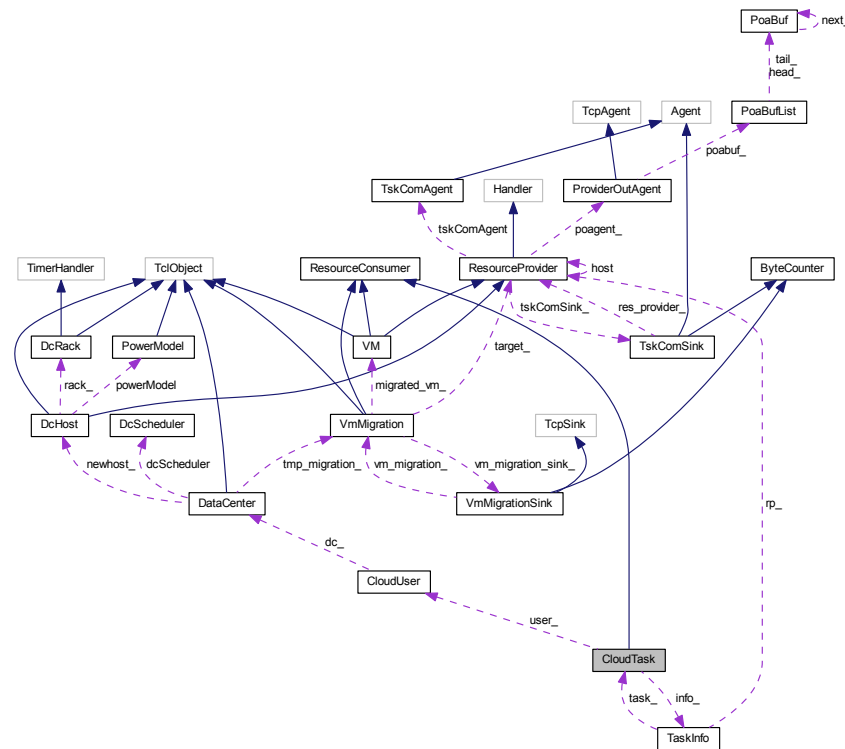 PoaBuf
next_
tail_
head_
TcpAgent
Agent
PoaBufList
poabuf_
TskComAgent
Handler
ProviderOutAgent
tskComAgent
poagent_
TimerHandler
TclObject
ResourceConsumer
ResourceProvider
host
ByteCounter
tskComSink_
res_provider_
DcRack
PowerModel
VM
target_
TskComSink
rack_
powerModel
migrated_vm_
DcHost
DcScheduler
VmMigration
TcpSink
newhost_
dcScheduler
tmp_migration_
vm_migration_
vm_migration_sink_
DataCenter
VmMigrationSink
rp_
dc_
CloudUser
user_
CloudTask
task_
info_
TaskInfo